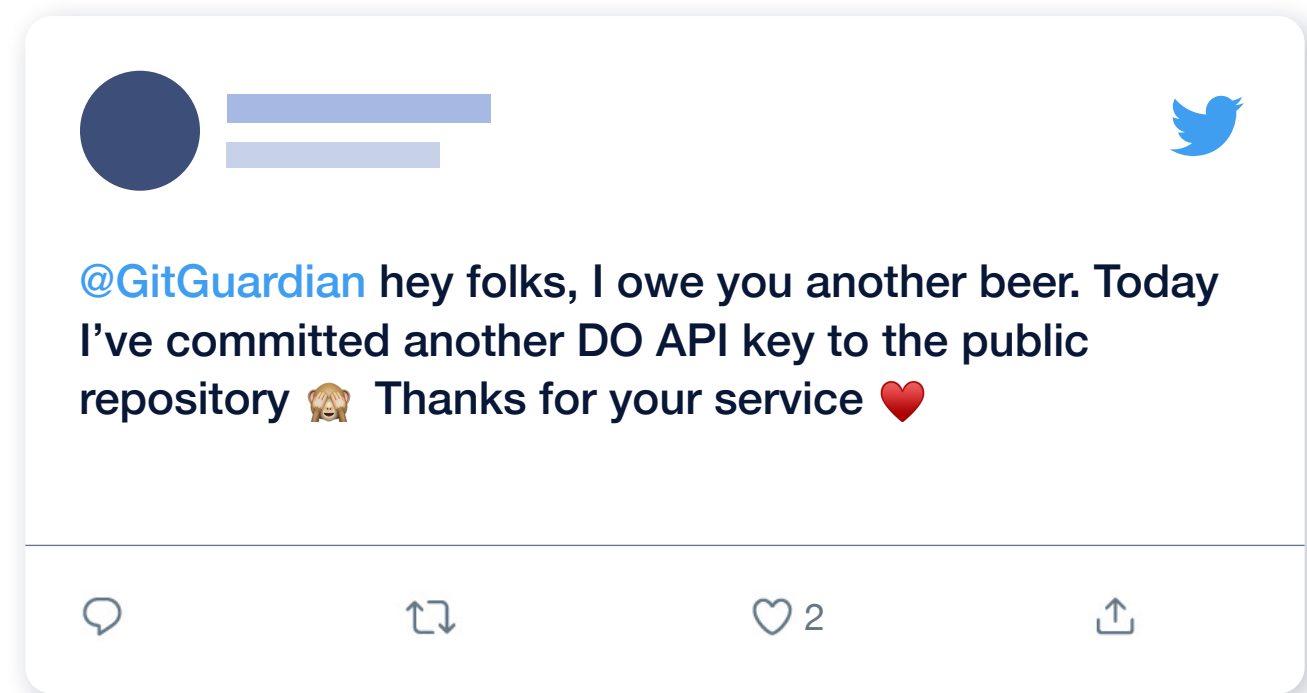 @GitGuardian hey folks, I owe you another beer. Today
I’ve committed another DO API key to the public
repository 🙈 Thanks for your service ♥️
2